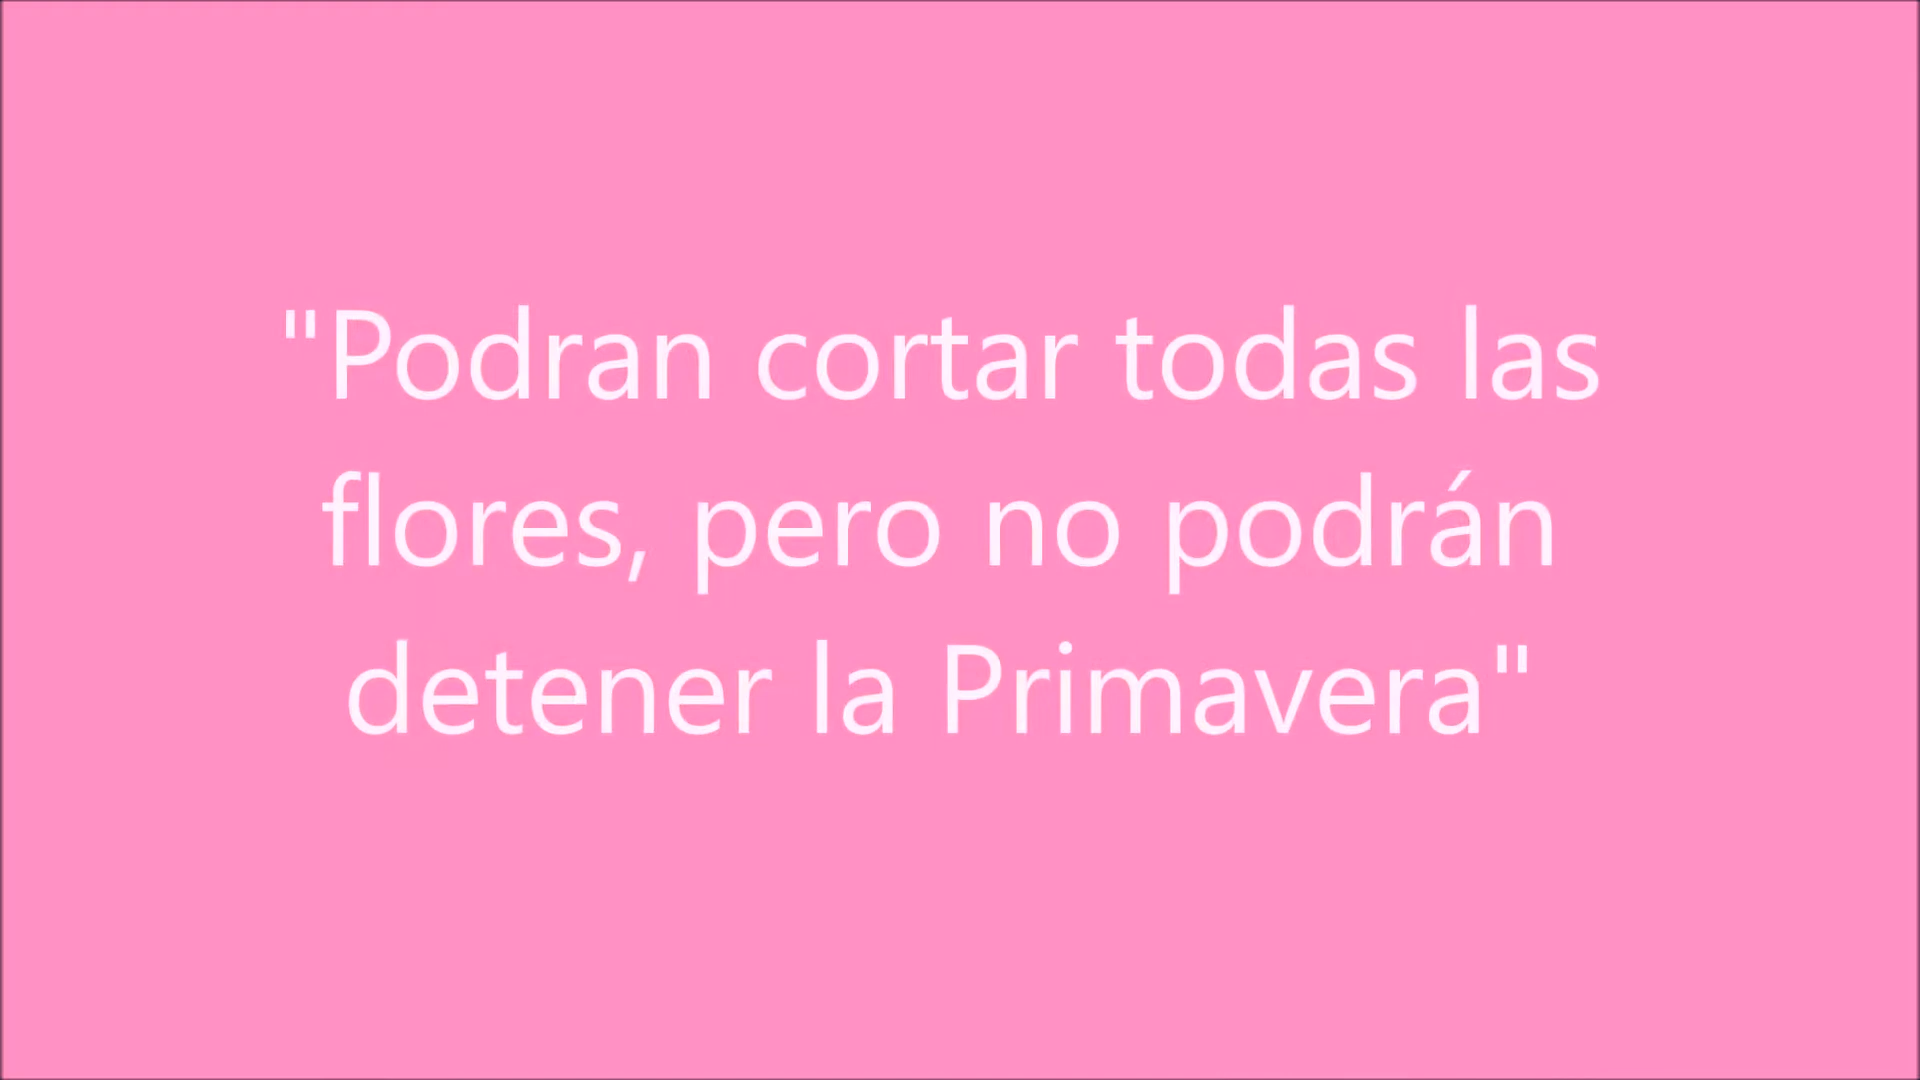 "Podran cortar todas las
flores, pero no podrán
detener la Primavera"